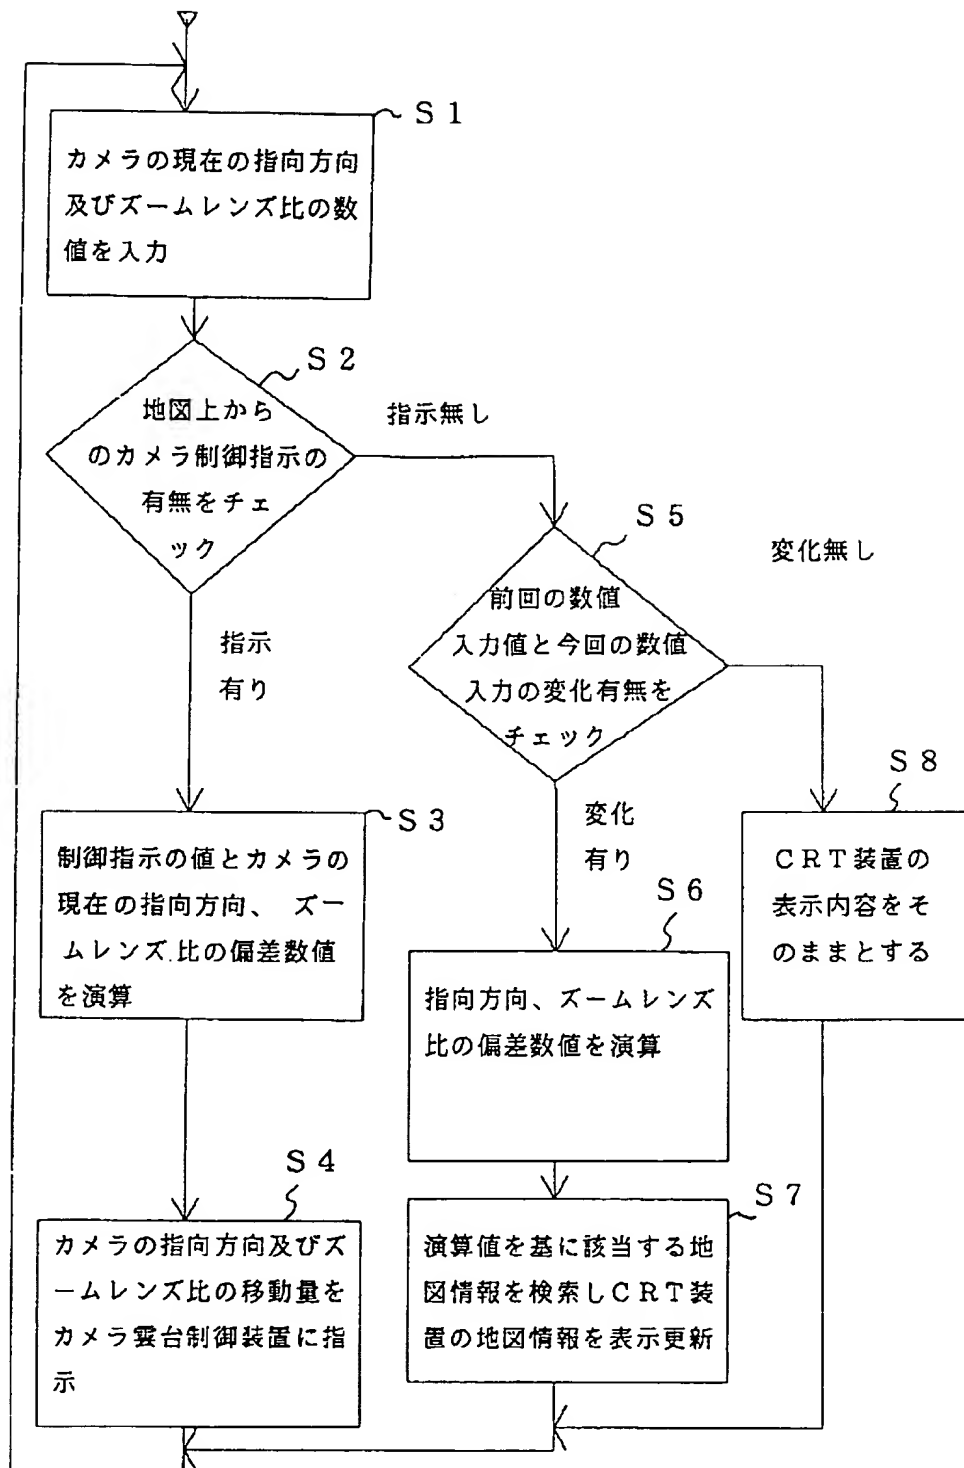 S1
カメラの現在の指向方向
及びズームレンズ比の数
値を入力
S2
地図上から
のカメラ制御指示の
有無をチェ
ック
指示無し
指示
有り
S5
前回の数値
入力値と今回の数値
入力の変化有無を
チェック
変化無し
変化
有り
S3
制御指示の値とカメラの
現在の指向方向、 ズー
ムレンズ比の偏差数値
を演算
S8
CRT装置の
表示内容をそ
のままとする
S6
指向方向、ズームレンズ
比の偏差数値を演算
S4
カメラの指向方向及びズ
ームレンズ比の移動量を
カメラ雲台制御装置に指
示
S7
演算値を基に該当する地
図情報を検索しCRT装
置の地図情報を表示更新